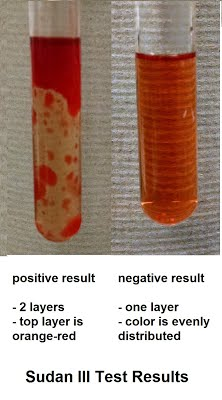 positive result
- 2 layers
- top layer is
orange-red
negative result
- one layer
- color is evenly
distributed
Sudan III Test Results